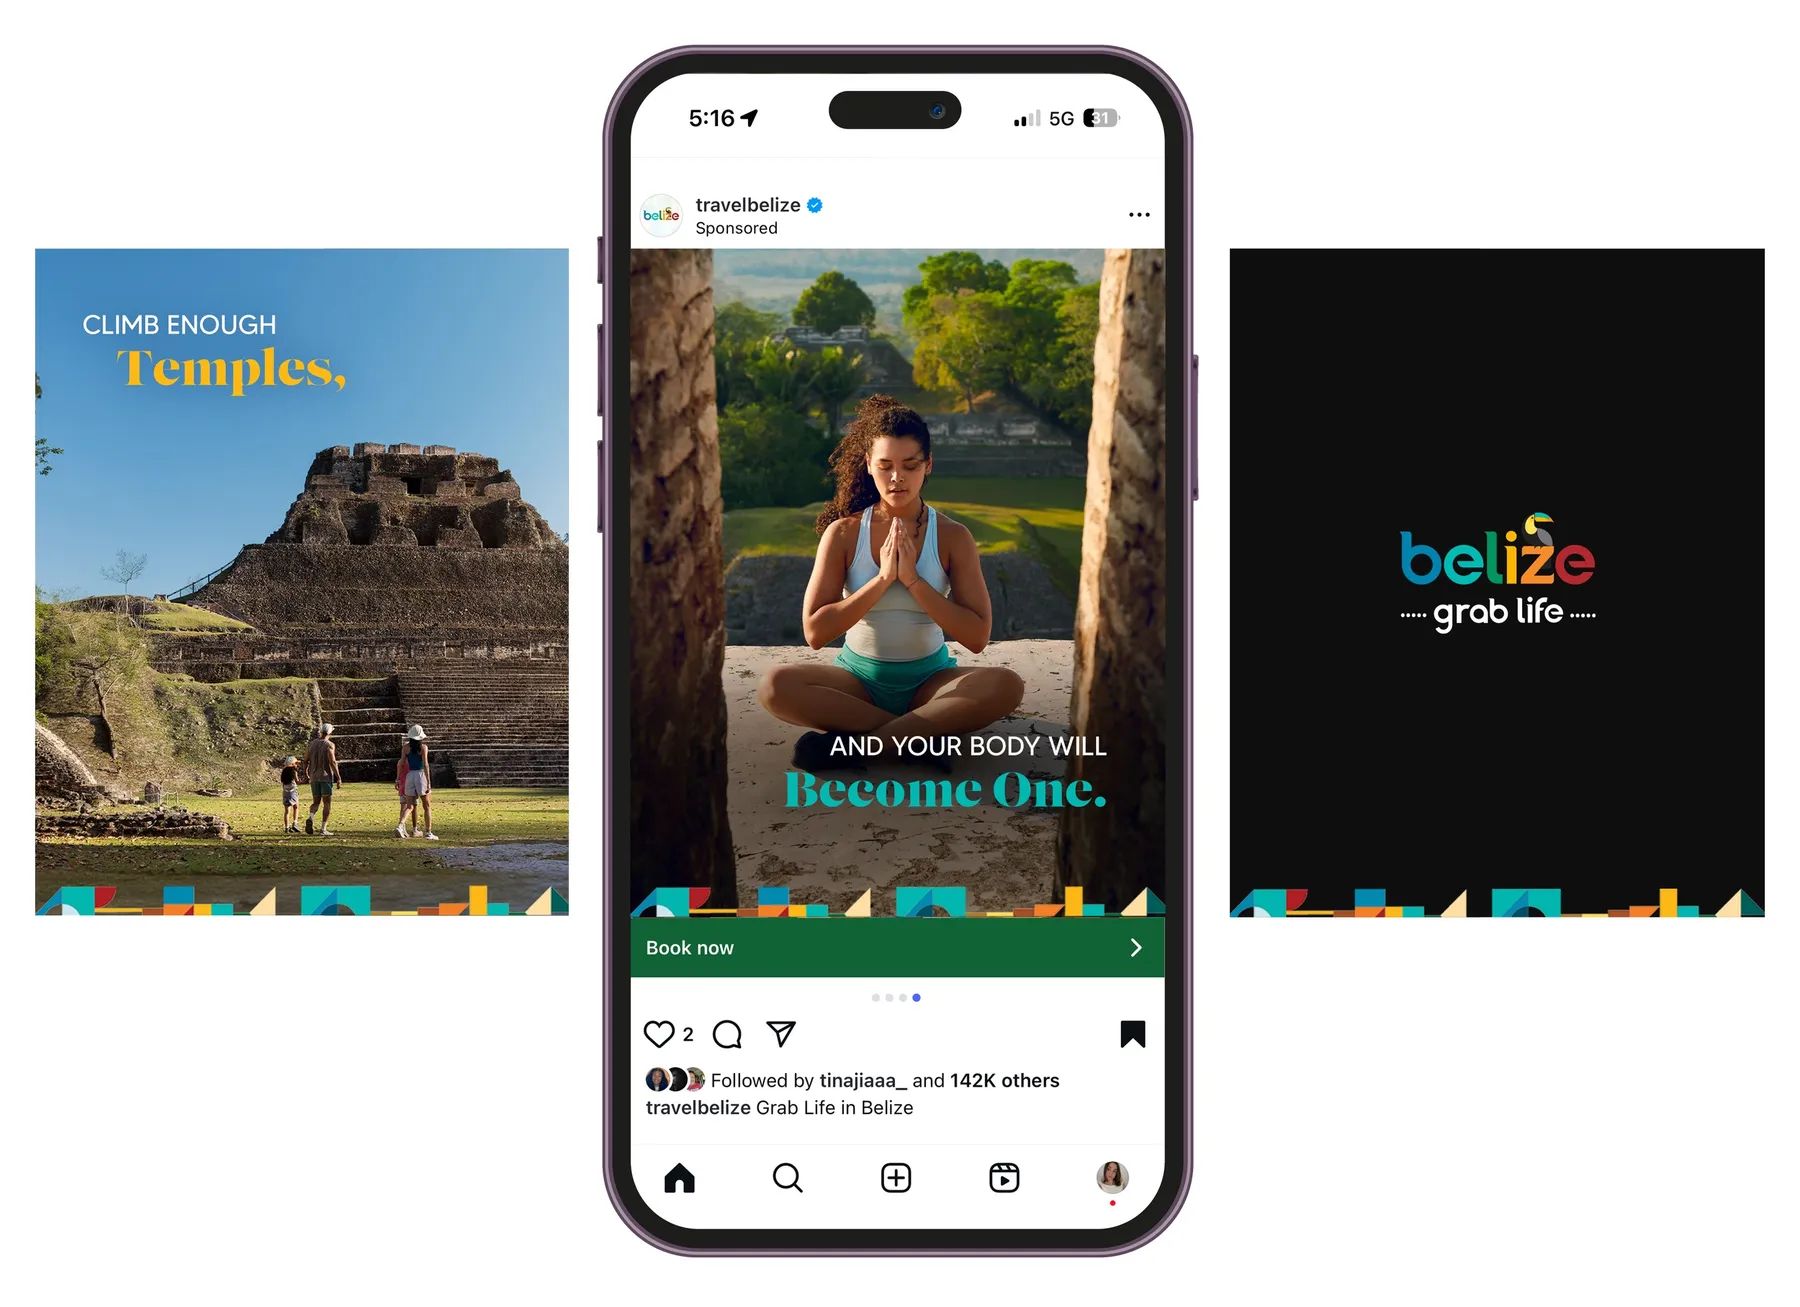 CLIMB ENOUGH
Temples,
5:16
5G
31
belize
travelbelize
Sponsored
AND YOUR BODY WILL
Become One.
Book now
2
Followed by tinajiaaa_ and 142K others
travelbelize Grab Life in Belize
belize
grab life